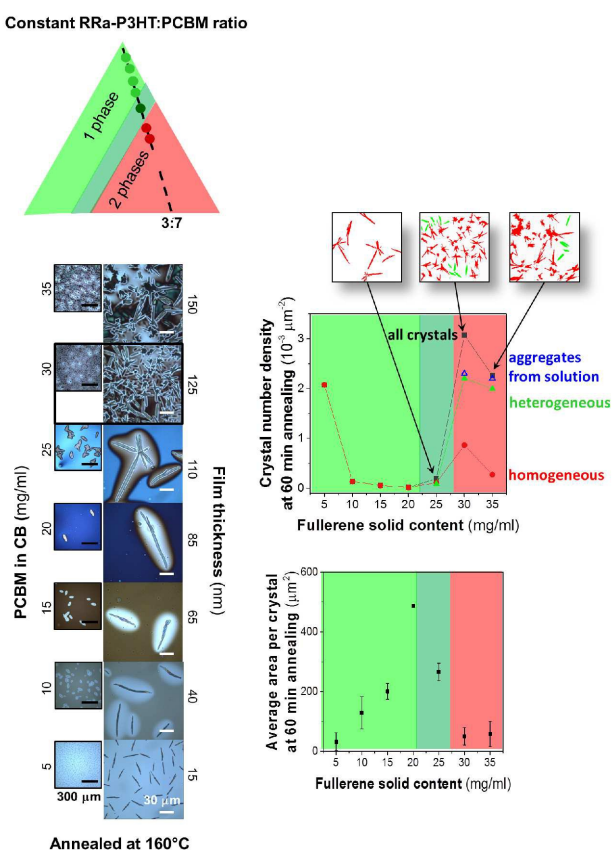 Constant RRa-P3HT:PCBM ratio
1 phase
2 phases
3:7
PCBM in CB (mg/ml)
35
30
25
20
15
10
5
Film thickness (nm)
150
125
110
85
65
40
15
300 µm
30 µm
Annealed at 160°C
Crystal number density
at 60 min annealing (10⁻³ µm⁻²)
3
2
1
0
all crystals
aggregates
from solution
heterogeneous
homogeneous
5 10 15 20 25 30 35
Fullerene solid content (mg/ml)
Average area per crystal
at 60 min annealing (µm²)
600
400
200
0
5 10 15 20 25 30 35
Fullerene solid content (mg/ml)